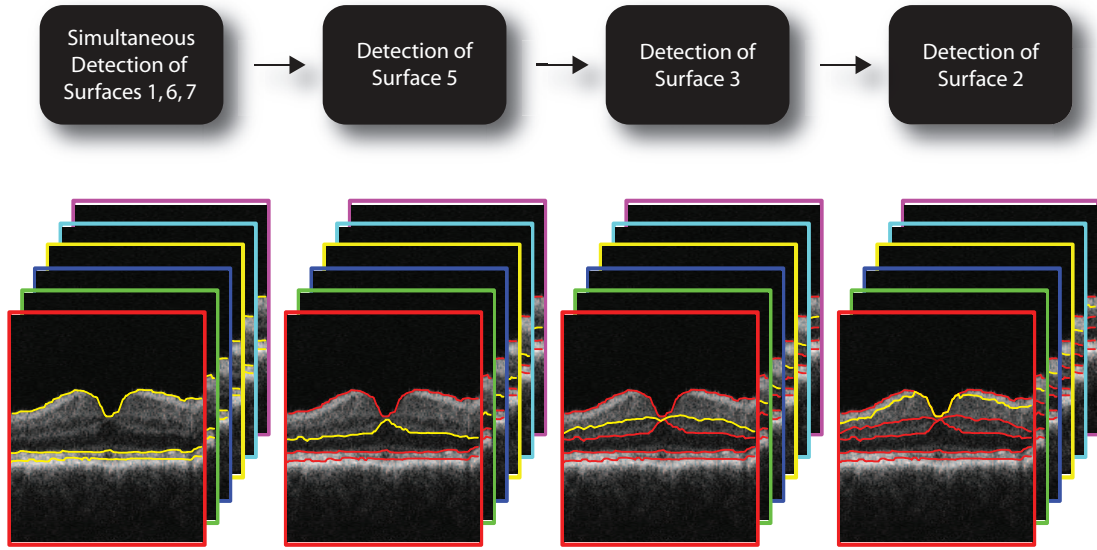 Simultaneous
Detection of
Surfaces 1, 6, 7
Detection of
Surface 5
Detection of
Surface 3
Detection of
Surface 2